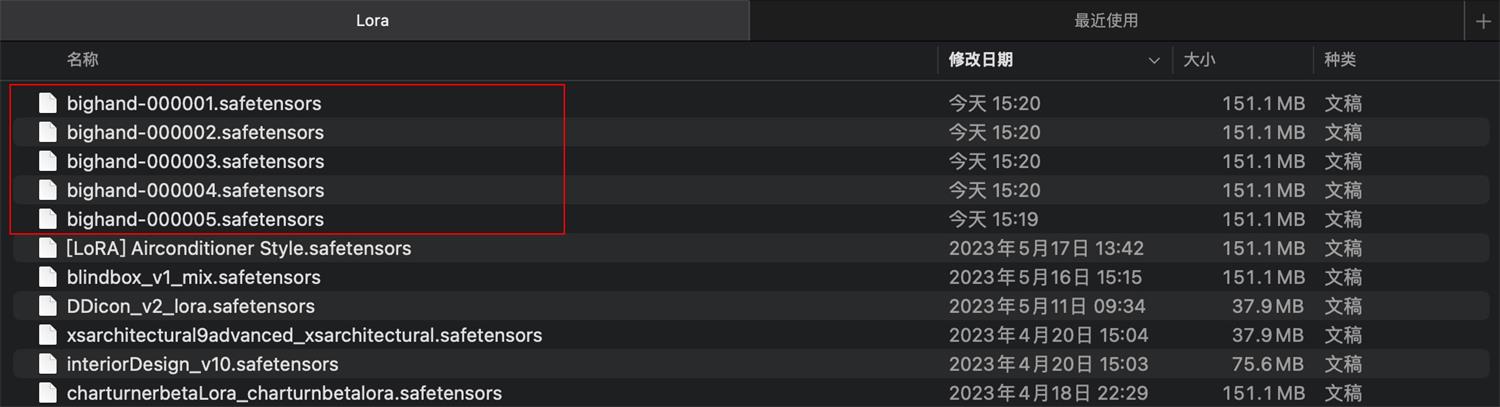 Lora 最近使用 +
名称 修改日期 大小 种类
bighand-000001.safetensors 今天 15:20 151.1 MB 文稿
bighand-000002.safetensors 今天 15:20 151.1 MB 文稿
bighand-000003.safetensors 今天 15:20 151.1 MB 文稿
bighand-000004.safetensors 今天 15:20 151.1 MB 文稿
bighand-000005.safetensors 今天 15:19 151.1 MB 文稿
[LoRA] Airconditioner Style.safetensors 2023年5月17日 13:42 151.1 MB 文稿
blindbox_v1_mix.safetensors 2023年5月16日 15:15 151.1 MB 文稿
DDicon_v2_lora.safetensors 2023年5月11日 09:34 37.9 MB 文稿
xsarchitectural9advanced_xsarchitectural.safetensors 2023年4月20日 15:04 37.9 MB 文稿
interiorDesign_v10.safetensors 2023年4月20日 15:03 75.6 MB 文稿
charturnerbetaLora_charturnbetalora.safetensors 2023年4月18日 22:29 151.1 MB 文稿